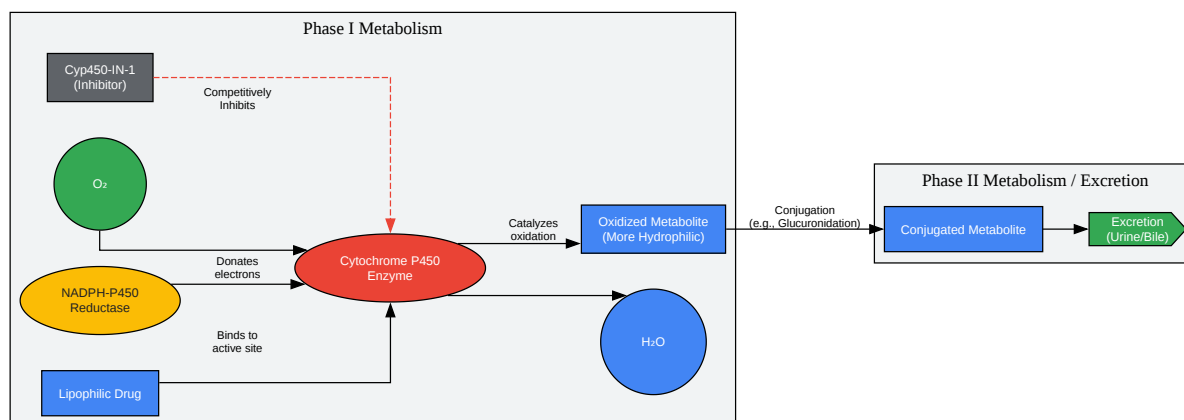 Phase I Metabolism
Cyp450-IN-1
(Inhibitor)
Competitively
Inhibits
O₂
Donates
electrons
NADPH-P450
Reductase
Binds to
active site
Lipophilic Drug
Cytochrome P450
Enzyme
Catalyzes
oxidation
Oxidized Metabolite
(More Hydrophilic)
H₂O
Conjugation
(e.g., Glucuronidation)
Phase II Metabolism / Excretion
Conjugated Metabolite
Excretion
(Urine/Bile)